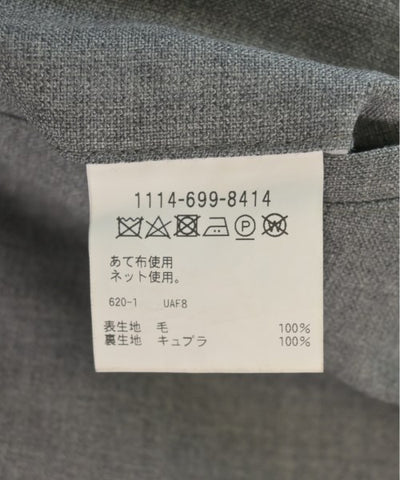 1114-699-8414
あて布使用
ネット使用。
620-1 UAF8
表生地 毛 100%
裏生地 キュプラ 100%